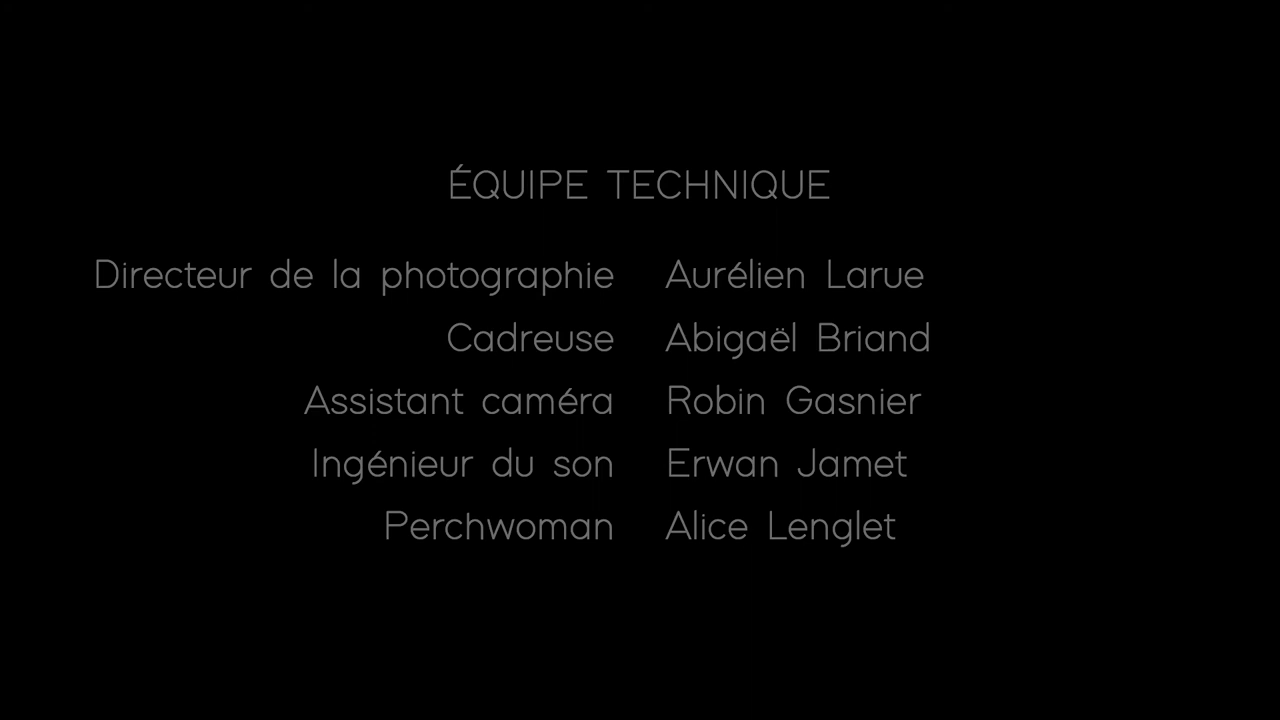 ÉQUIPE TECHNIQUE
Directeur de la photographie Aurélien Larue
Cadreuse Abigaël Briand
Assistant caméra Robin Gasnier
Ingénieur du son Erwan Jamet
Perchwoman Alice Lenglet